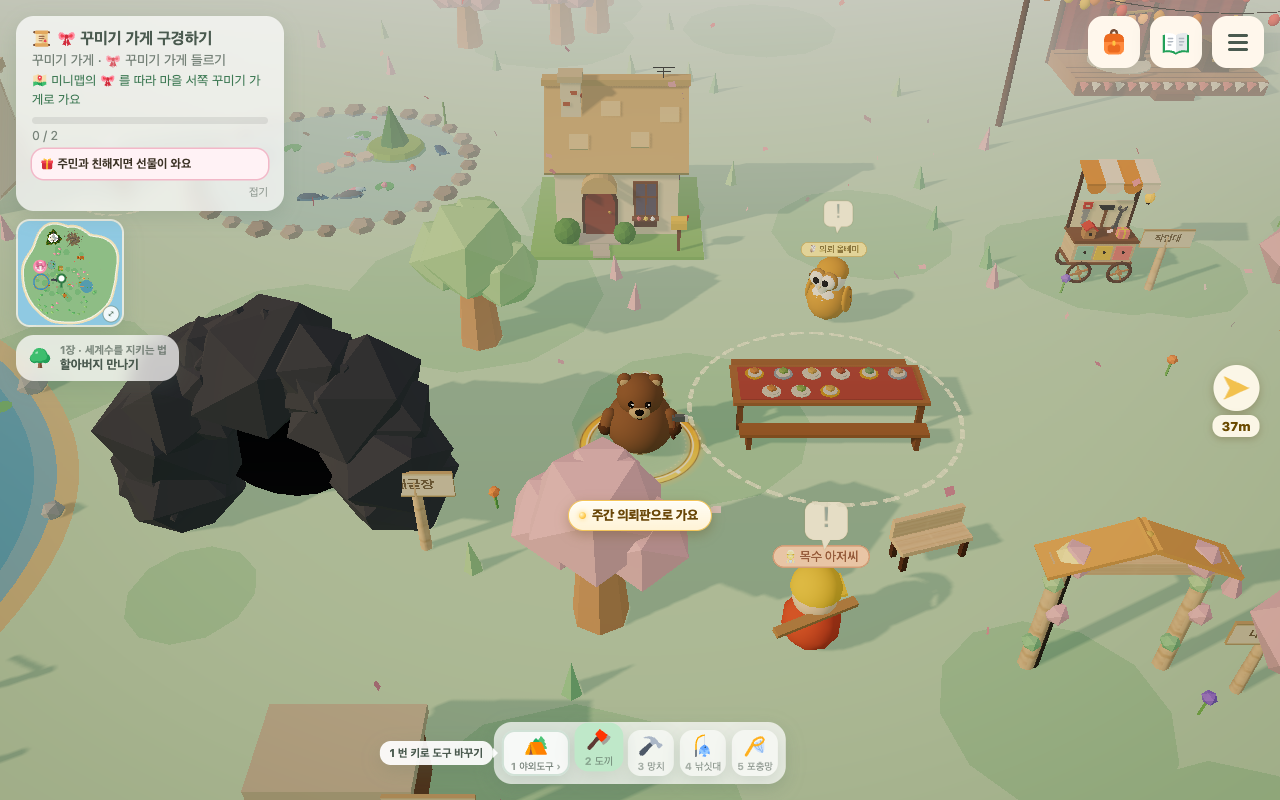 꾸미기 가게 구경하기
꾸미기 가게 · 꾸미기 가게 들르기
미니맵의 를 따라 마을 서쪽 꾸미기 가
게로 가요
0 / 2
주민과 친해지면 선물이 와요
접기
1장 · 세계수를 지키는 법
할아버지 만나기
의뢰 올빼미
작업대
37m
주간 의뢰판으로 가요
목수 아저씨
1 번 키로 도구 바꾸기
1 야외도구 ›
2 도끼
3 망치
4 낚싯대
5 포충망